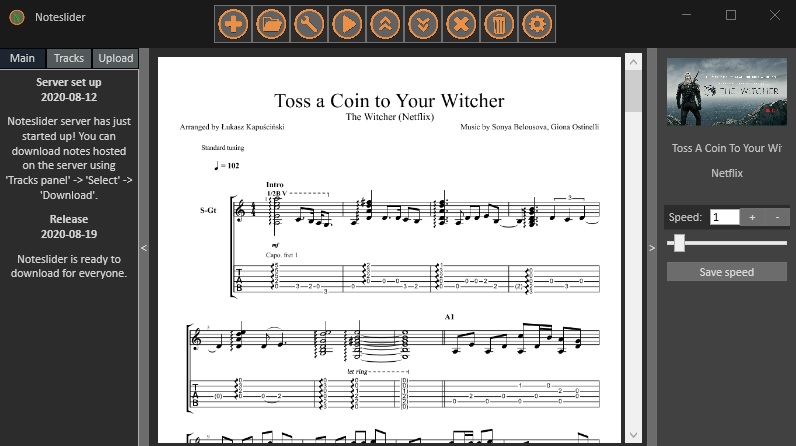 Noteslider
Main Tracks Upload
Server set up
2020-08-12
Noteslider server has just
started up! You can
download notes hosted
on the server using
'Tracks panel' -> 'Select' ->
'Download'.
Release
2020-08-19
Noteslider is ready to
download for everyone.
<
Toss a Coin to Your Witcher
The Witcher (Netflix)
Arranged by Łukasz Kapuściński
Music by Sonya Belousova, Giona Ostinelli
Standard tuning
= 102
Intro
1/2B V
3
S-Gt
mf
Capo. fret 1
T
A
B
A1
let ring
T
A
B
>
THE WITCHER
Toss A Coin To Your Wit
Netflix
Speed: 1 + -
Save speed